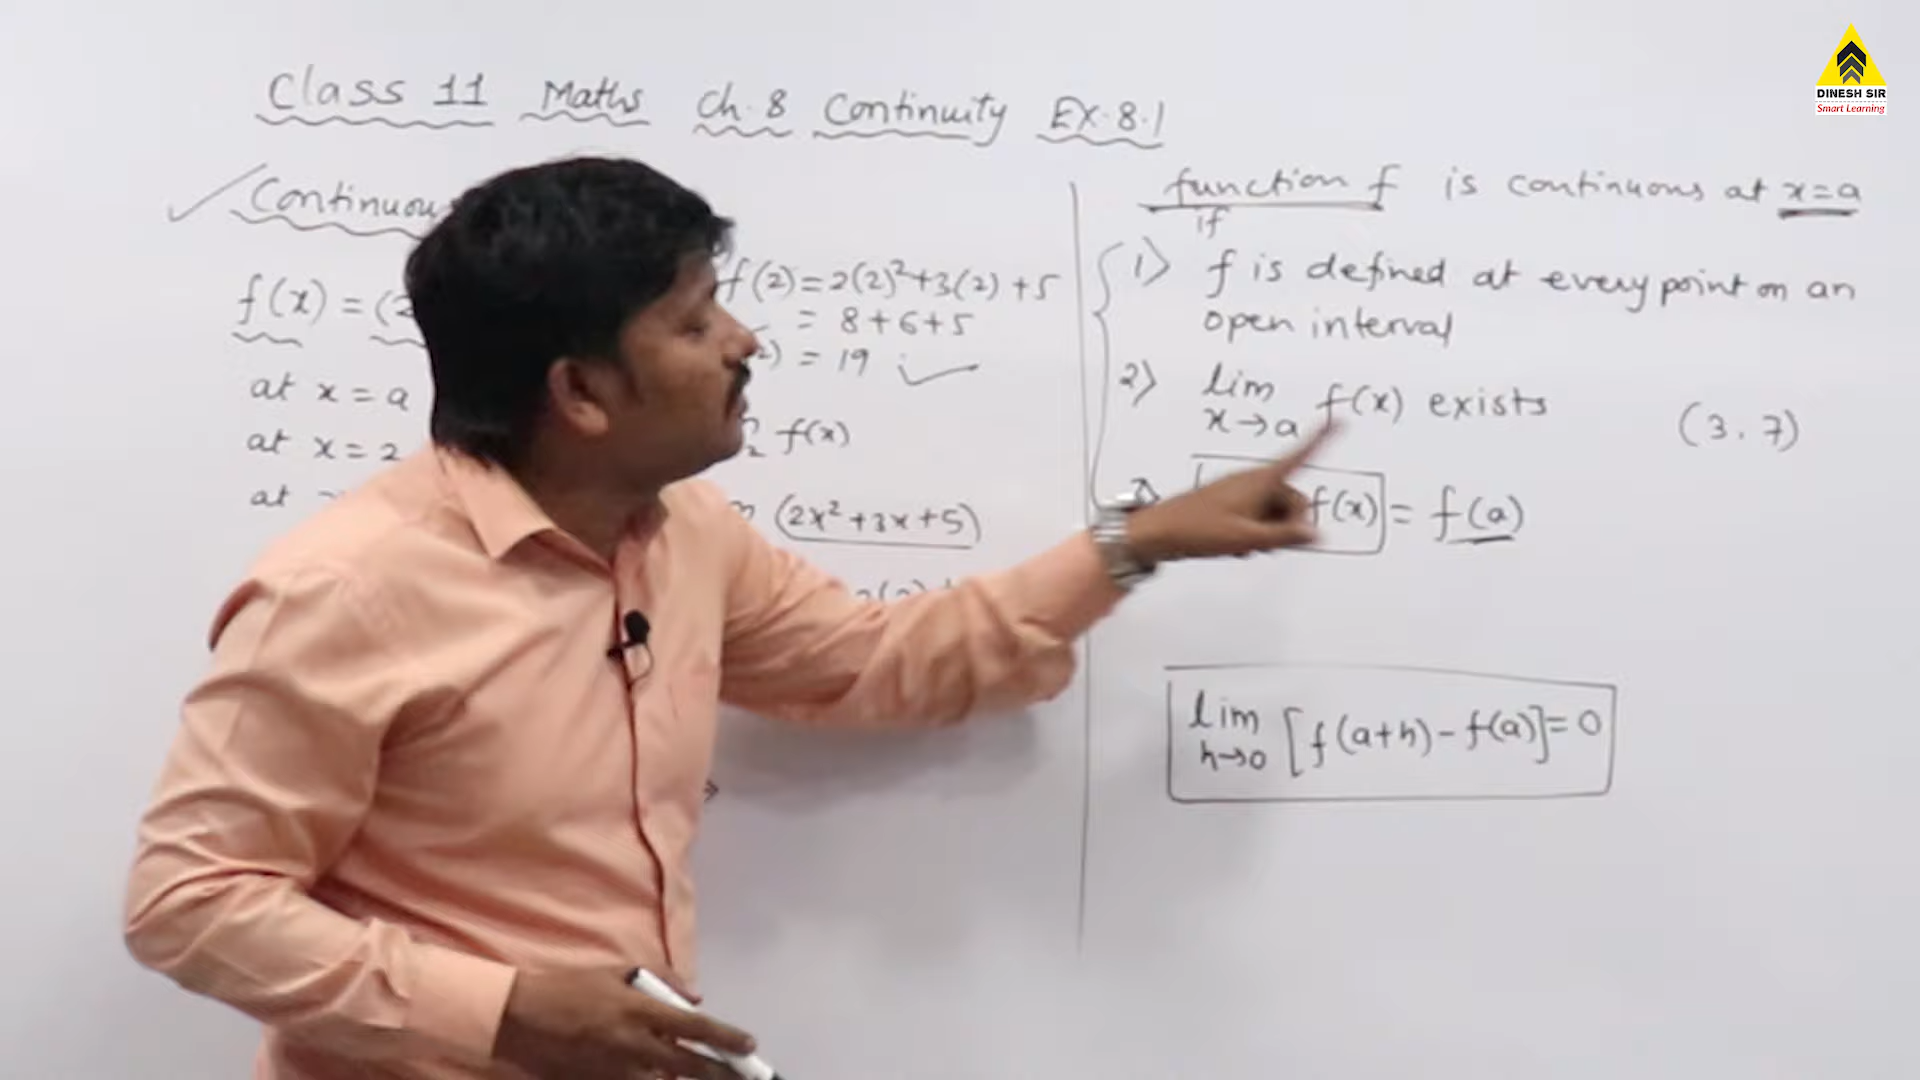 DINESH SIR
Smart Learning
Class 11 Maths Ch. 8 Continuity EX. 8.1
Continuou
f(x) = (2
at x = a
at x = 2
at
f(2) = 2(2)²+3(2) +5
= 8+6+5
2) = 19 ✓
f(x)
(2x²+3x+5)
function f is continuous at x=a
if
1) f is defined at every point on an
open interval
2) lim f(x) exists
x→a
(3, 7)
f(x) = f(a)
lim [f(a+h) - f(a)] = 0
h→0